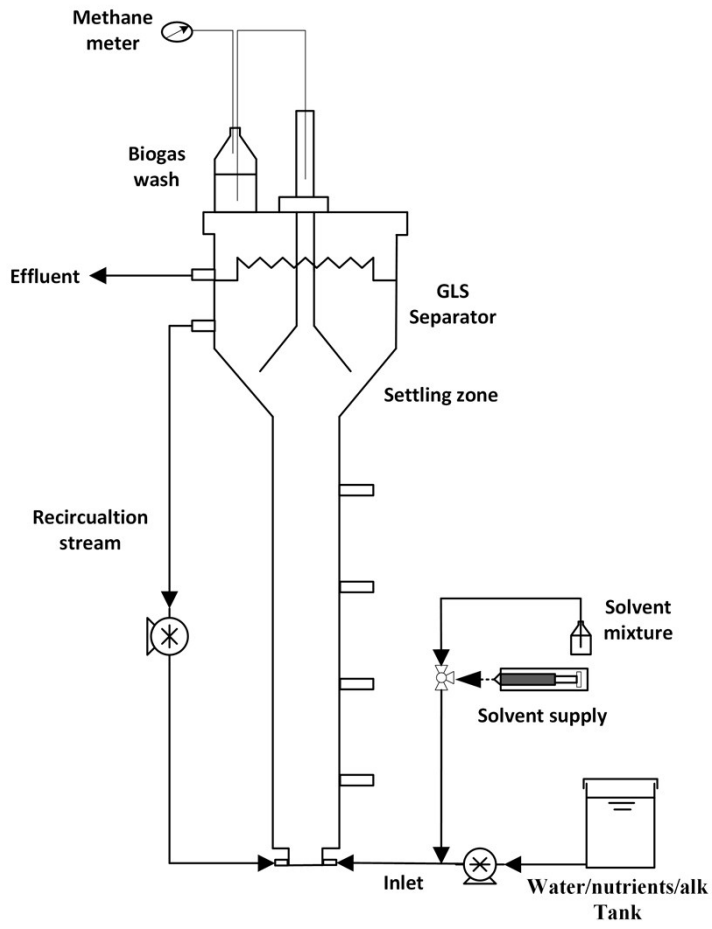 Methane
meter
Biogas
wash
Effluent
GLS
Separator
Settling zone
Recircualtion
stream
Solvent
mixture
Solvent supply
Inlet
Water/nutrients/alk
Tank